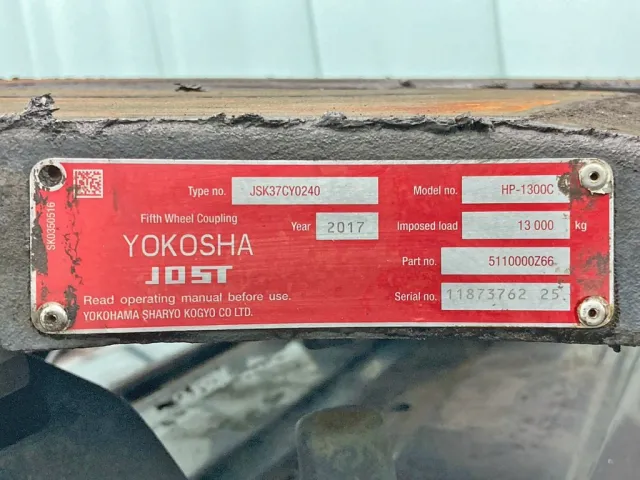 SK0350516
Type no. JSK37CY0240
Model no. HP-1300C
Fifth Wheel Coupling
Year 2017
Imposed load 13 000 kg
YOKOSHA
JOST
Part no. 5110000Z66
Read operating manual before use.
Serial no. 11873762 25
YOKOHAMA SHARYO KOGYO CO LTD.